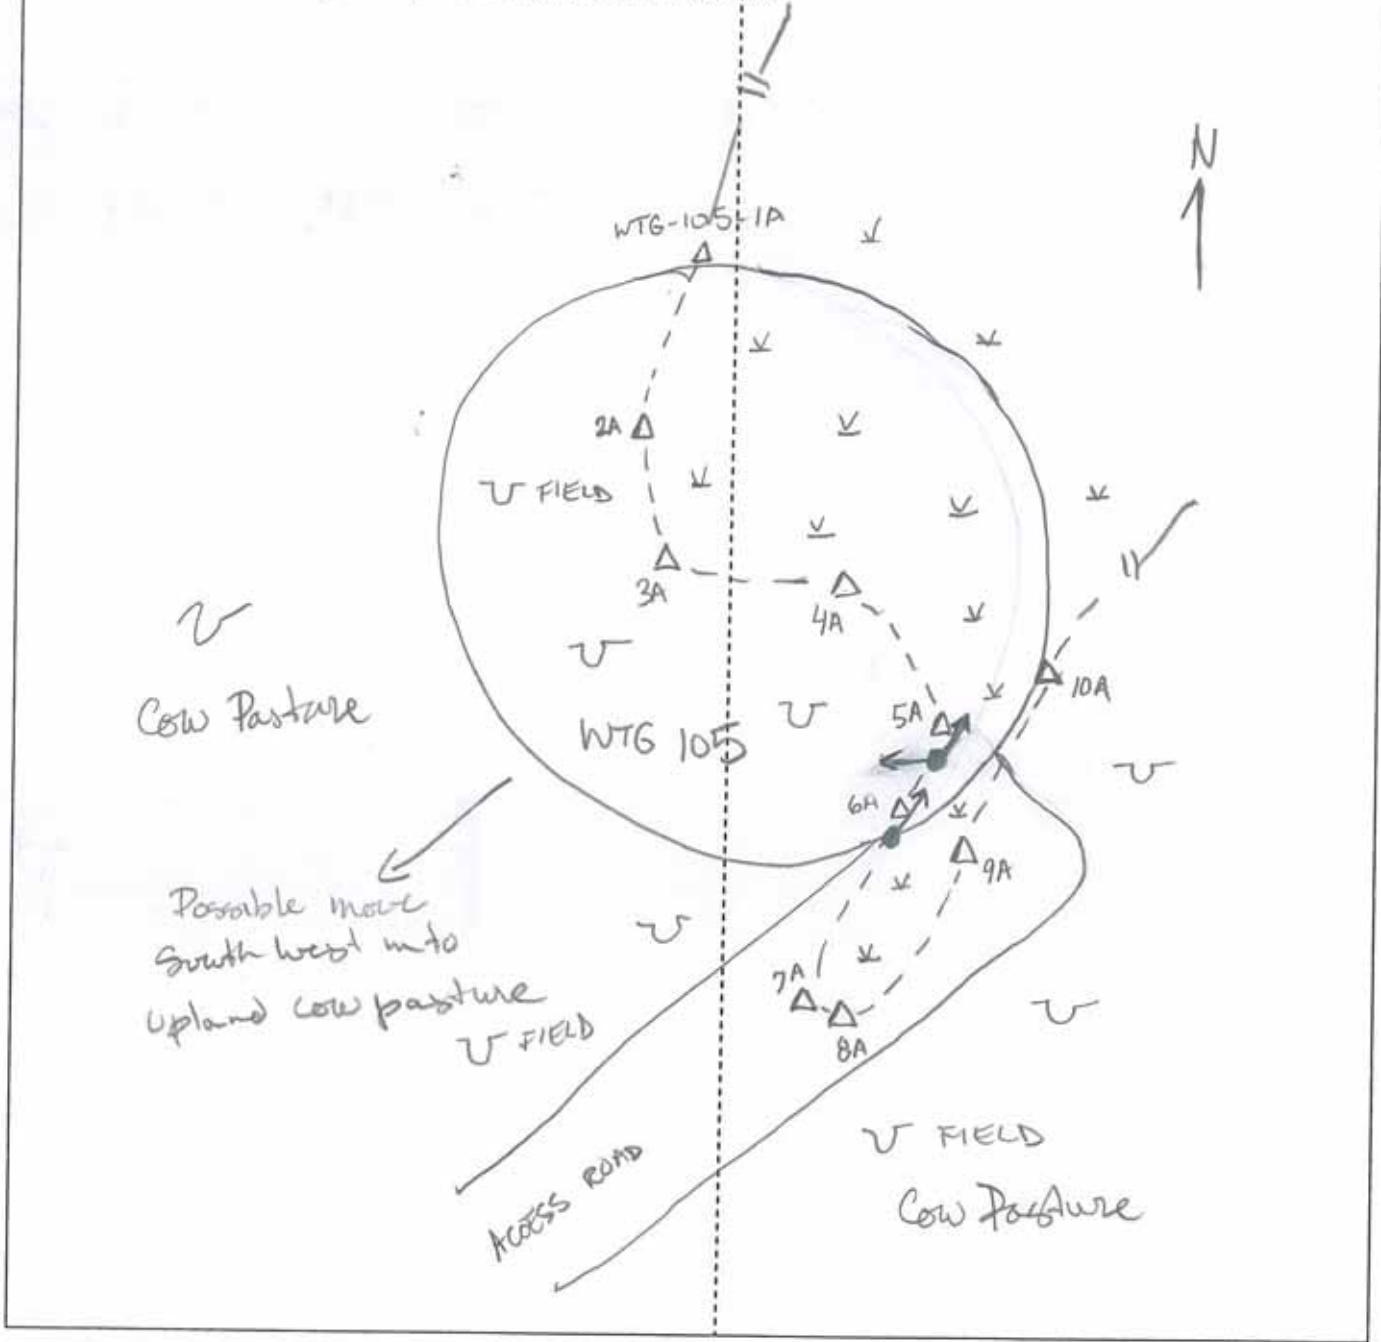 N
WTG-105-1A
2A
U FIELD
3A
4A
Cow Pasture
10A
5A
WTG 105
6A
9A
Possible move
South west into
upland cow pasture
7A
U FIELD
8A
U FIELD
ACCESS ROAD
Cow Pasture